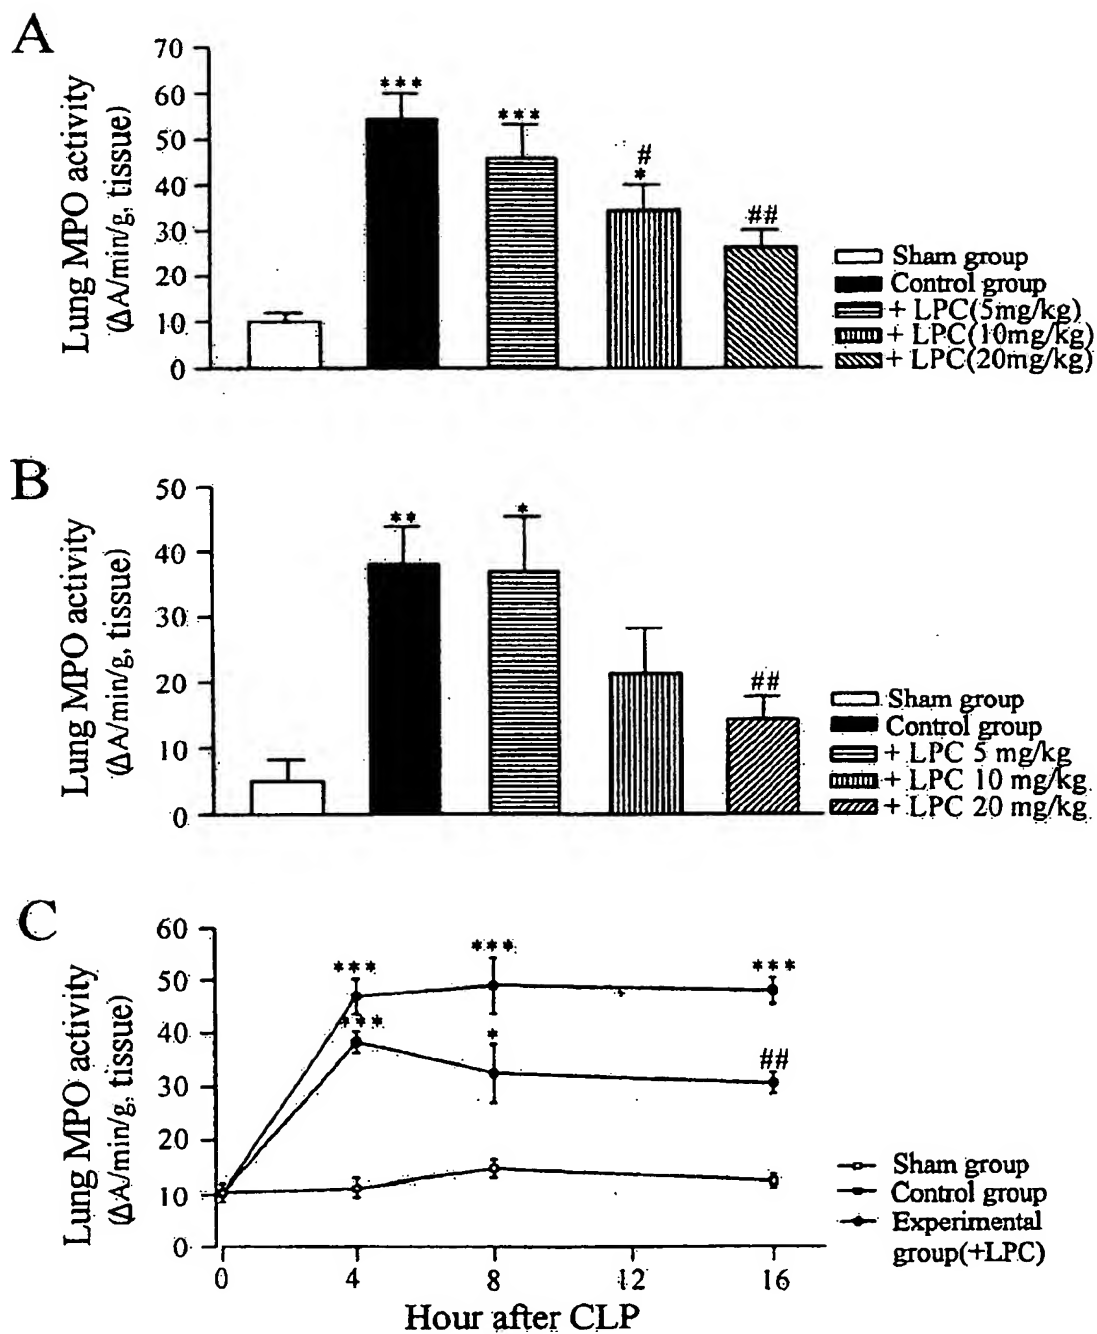 A
70
60
50
40
30
20
10
0
Lung MPO activity
(ΔA/min/g, tissue)
***
***
#
*
##
Sham group
Control group
+ LPC(5mg/kg)
+ LPC(10mg/kg)
+ LPC(20mg/kg)
B
50
40
30
20
10
0
Lung MPO activity
(ΔA/min/g, tissue)
**
*
##
Sham group
Control group
+ LPC 5 mg/kg
+ LPC 10 mg/kg
+ LPC 20 mg/kg
C
60
50
40
30
20
10
0
Lung MPO activity
(ΔA/min/g, tissue)
***
***
***
***
*
##
Sham group
Control group
Experimental
group(+LPC)
0 4 8 12 16
Hour after CLP